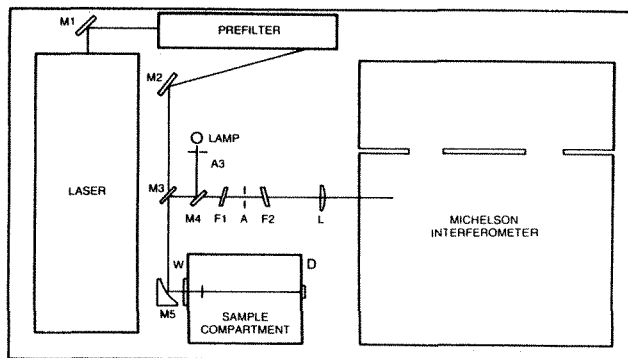 M1
PREFILTER
M2
LAMP
A3
LASER
M3
M4
F1
A
F2
L
MICHELSON
INTERFEROMETER
W
D
M5
SAMPLE
COMPARTMENT